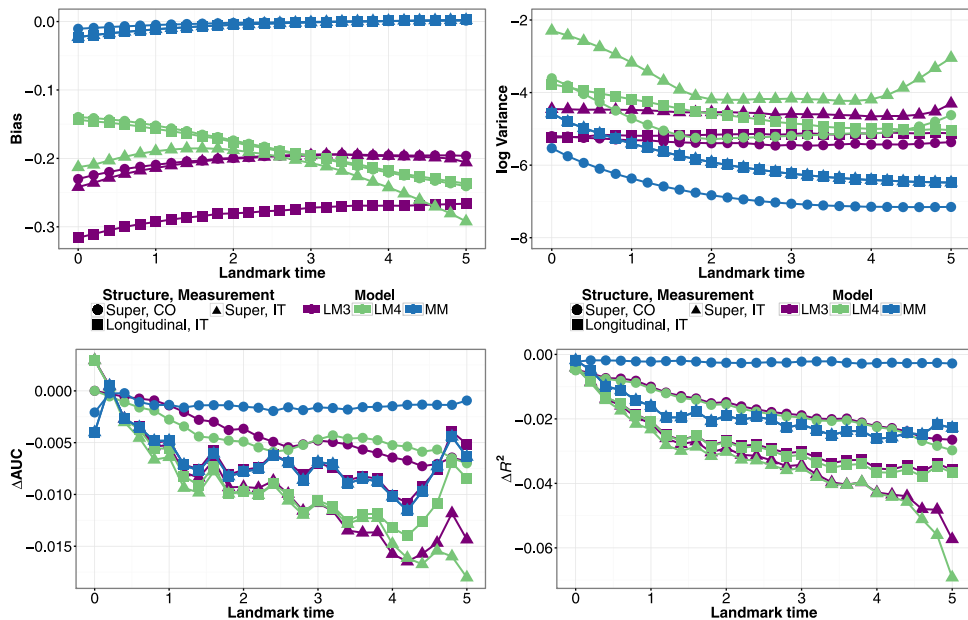 0.0
−0.1
−0.2
−0.3
Bias
0 1 2 3 4 5
Landmark time
−2
−4
−6
−8
log Variance
0 1 2 3 4 5
Landmark time
Structure, Measurement Model
Super, CO Super, IT LM3 LM4 MM
Longitudinal, IT
Structure, Measurement Model
Super, CO Super, IT LM3 LM4 MM
Longitudinal, IT
0.000
−0.005
−0.010
−0.015
ΔAUC
0 1 2 3 4 5
Landmark time
0.00
−0.02
−0.04
−0.06
ΔR²
0 1 2 3 4 5
Landmark time